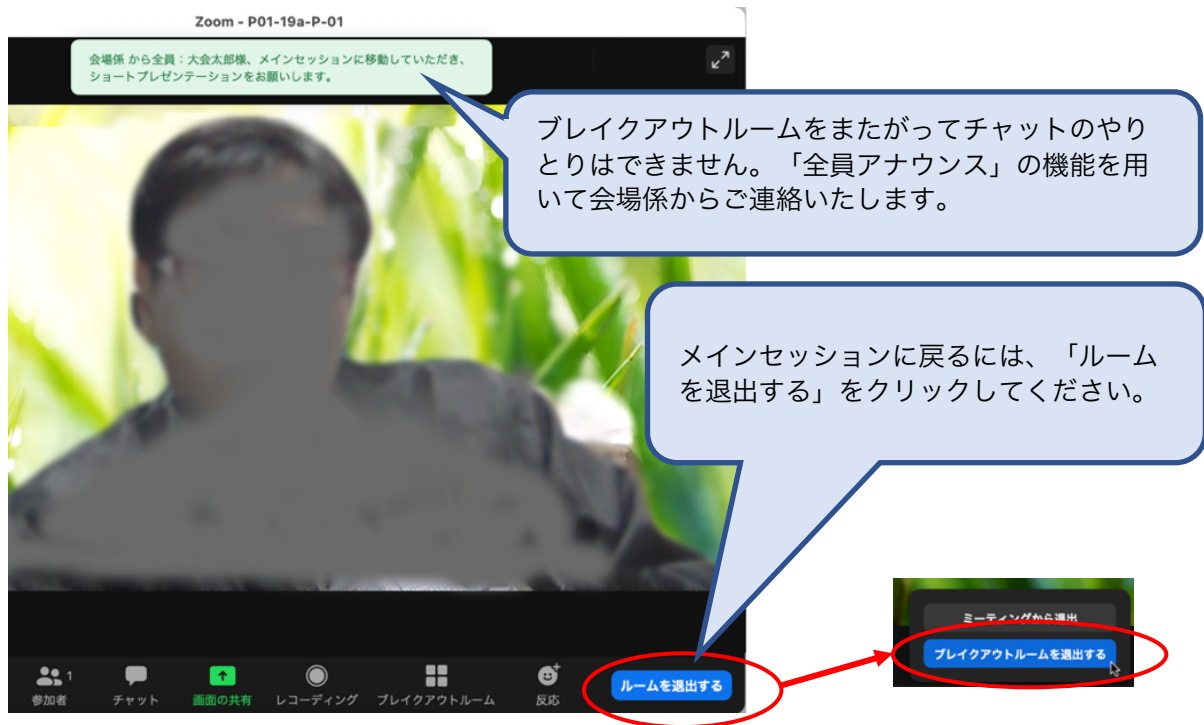 Zoom - P01-19a-P-01
会場係 から全員：大会太郎様、メインセッションに移動していただき、
ショートプレゼンテーションをお願いします。
ブレイクアウトルームをまたがってチャットのやり
とりはできません。「全員アナウンス」の機能を用
いて会場係からご連絡いたします。
メインセッションに戻るには、「ルーム
を退出する」をクリックしてください。
ミーティングから退出
ブレイクアウトルームを退出する
1
参加者 チャット 画面の共有 レコーディング ブレイクアウトルーム 反応 ルームを退出する